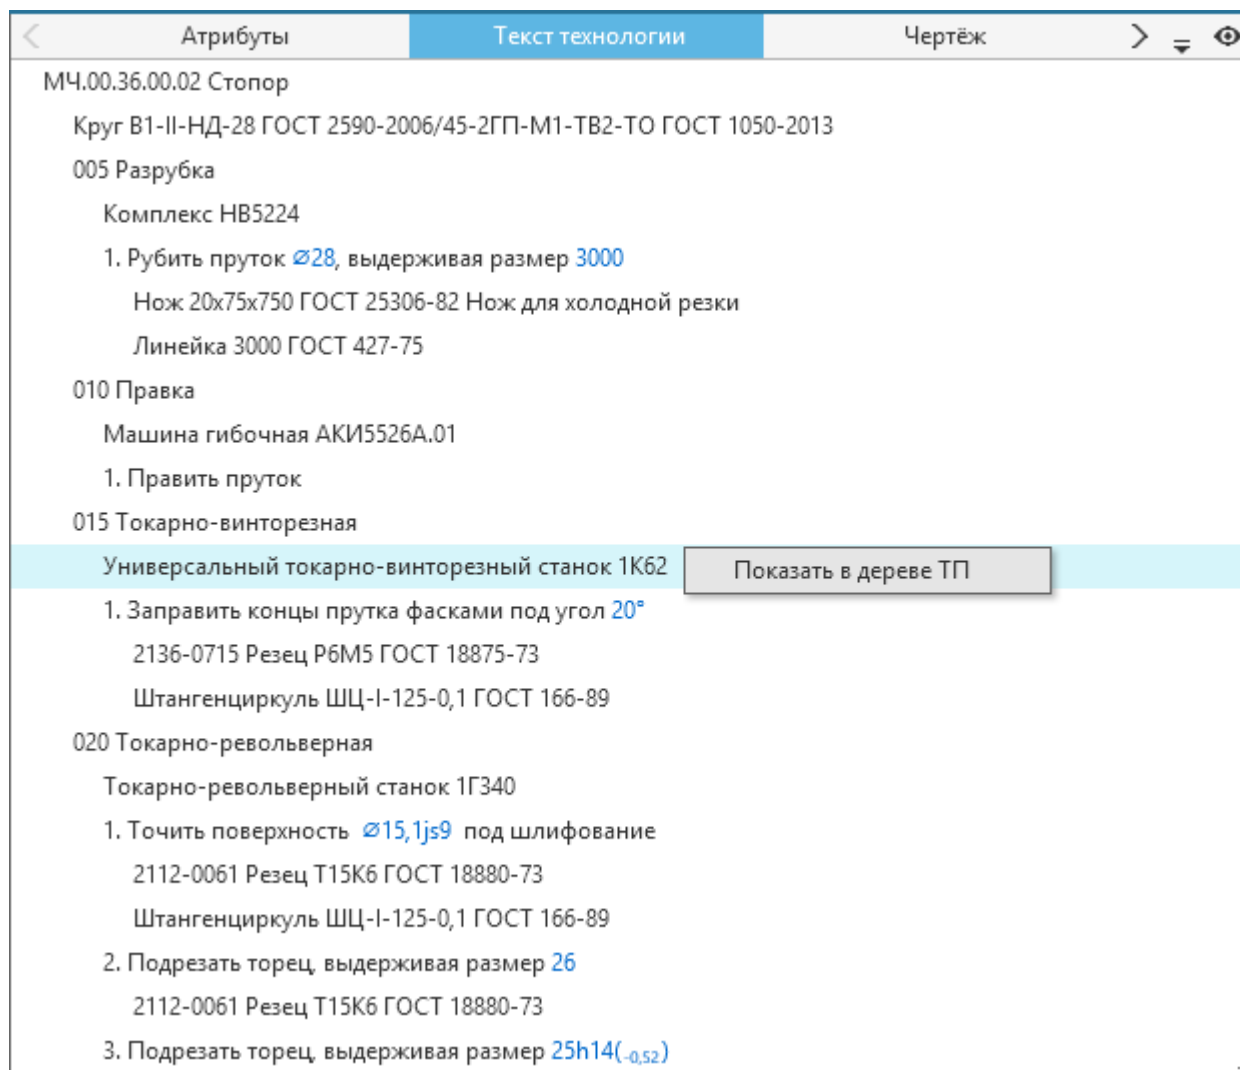 Атрибуты Текст технологии Чертёж
МЧ.00.36.00.02 Стопор
Круг В1-II-НД-28 ГОСТ 2590-2006/45-2ГП-М1-ТВ2-ТО ГОСТ 1050-2013
005 Разрубка
Комплекс НВ5224
1. Рубить пруток ⌀28, выдерживая размер 3000
Нож 20х75х750 ГОСТ 25306-82 Нож для холодной резки
Линейка 3000 ГОСТ 427-75
010 Правка
Машина гибочная АКИ5526А.01
1. Править пруток
015 Токарно-винторезная
Универсальный токарно-винторезный станок 1К62 Показать в дереве ТП
1. Заправить концы прутка фасками под угол 20°
2136-0715 Резец Р6М5 ГОСТ 18875-73
Штангенциркуль ШЦ-I-125-0,1 ГОСТ 166-89
020 Токарно-револьверная
Токарно-револьверный станок 1Г340
1. Точить поверхность ⌀15,1js9 под шлифование
2112-0061 Резец Т15К6 ГОСТ 18880-73
Штангенциркуль ШЦ-I-125-0,1 ГОСТ 166-89
2. Подрезать торец, выдерживая размер 26
2112-0061 Резец Т15К6 ГОСТ 18880-73
3. Подрезать торец, выдерживая размер 25h14(-0,52)